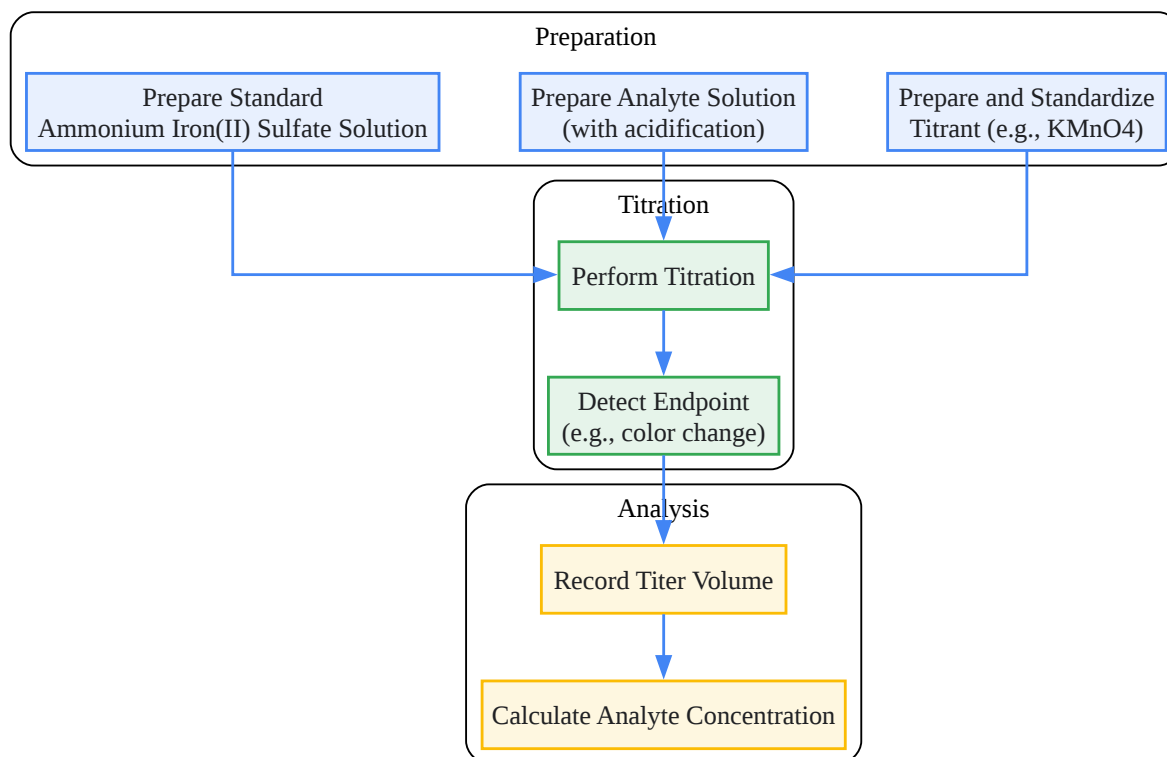 Preparation
Prepare Standard
Ammonium Iron(II) Sulfate Solution
Prepare Analyte Solution
(with acidification)
Prepare and Standardize
Titrant (e.g., KMnO4)
Titration
Perform Titration
Detect Endpoint
(e.g., color change)
Analysis
Record Titer Volume
Calculate Analyte Concentration